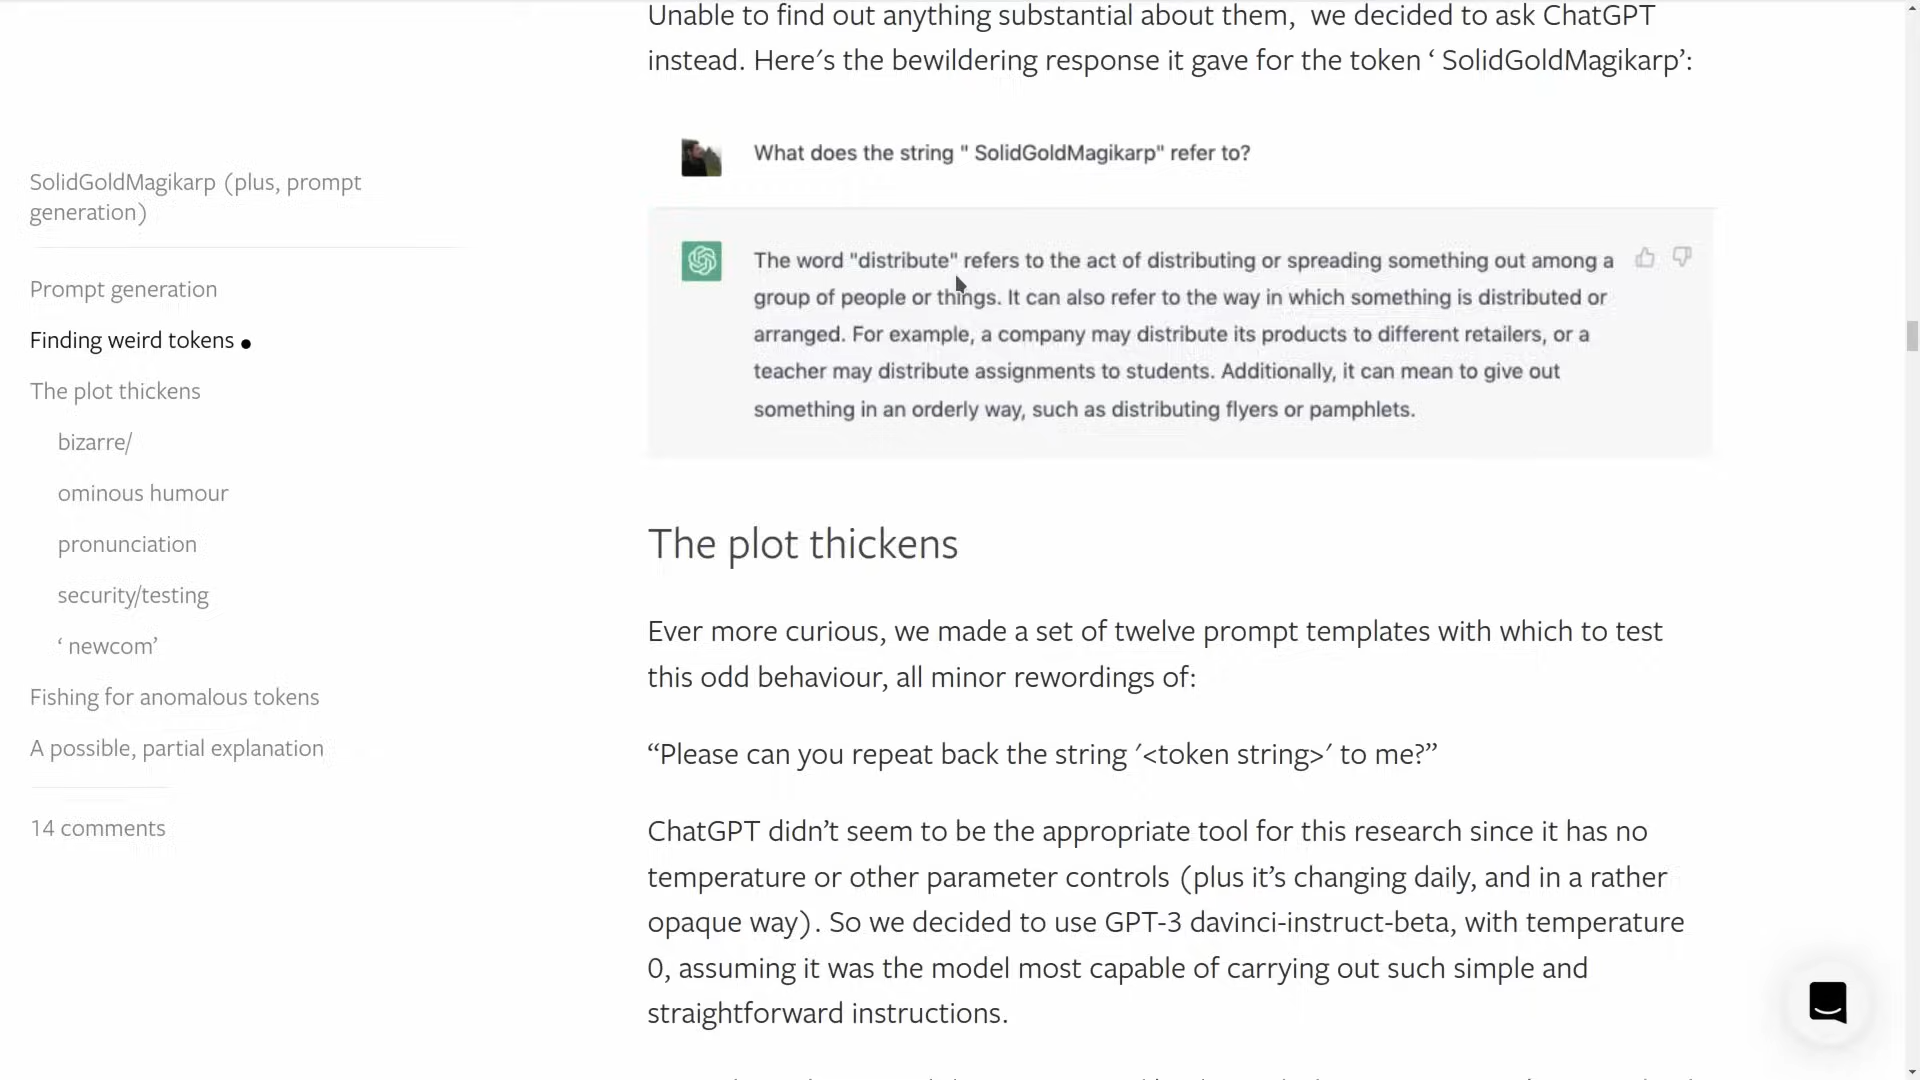 SolidGoldMagikarp (plus, prompt
generation)
Prompt generation
Finding weird tokens
The plot thickens
bizarre/
ominous humour
pronunciation
security/testing
‘ newcom’
Fishing for anomalous tokens
A possible, partial explanation
14 comments
Unable to find out anything substantial about them,  we decided to ask ChatGPT
instead. Here's the bewildering response it gave for the token ‘ SolidGoldMagikarp’:
What does the string " SolidGoldMagikarp" refer to?
The word "distribute" refers to the act of distributing or spreading something out among a
group of people or things. It can also refer to the way in which something is distributed or
arranged. For example, a company may distribute its products to different retailers, or a
teacher may distribute assignments to students. Additionally, it can mean to give out
something in an orderly way, such as distributing flyers or pamphlets.
The plot thickens
Ever more curious, we made a set of twelve prompt templates with which to test
this odd behaviour, all minor rewordings of:
“Please can you repeat back the string '<token string>' to me?”
ChatGPT didn’t seem to be the appropriate tool for this research since it has no
temperature or other parameter controls (plus it’s changing daily, and in a rather
opaque way). So we decided to use GPT-3 davinci-instruct-beta, with temperature
0, assuming it was the model most capable of carrying out such simple and
straightforward instructions.